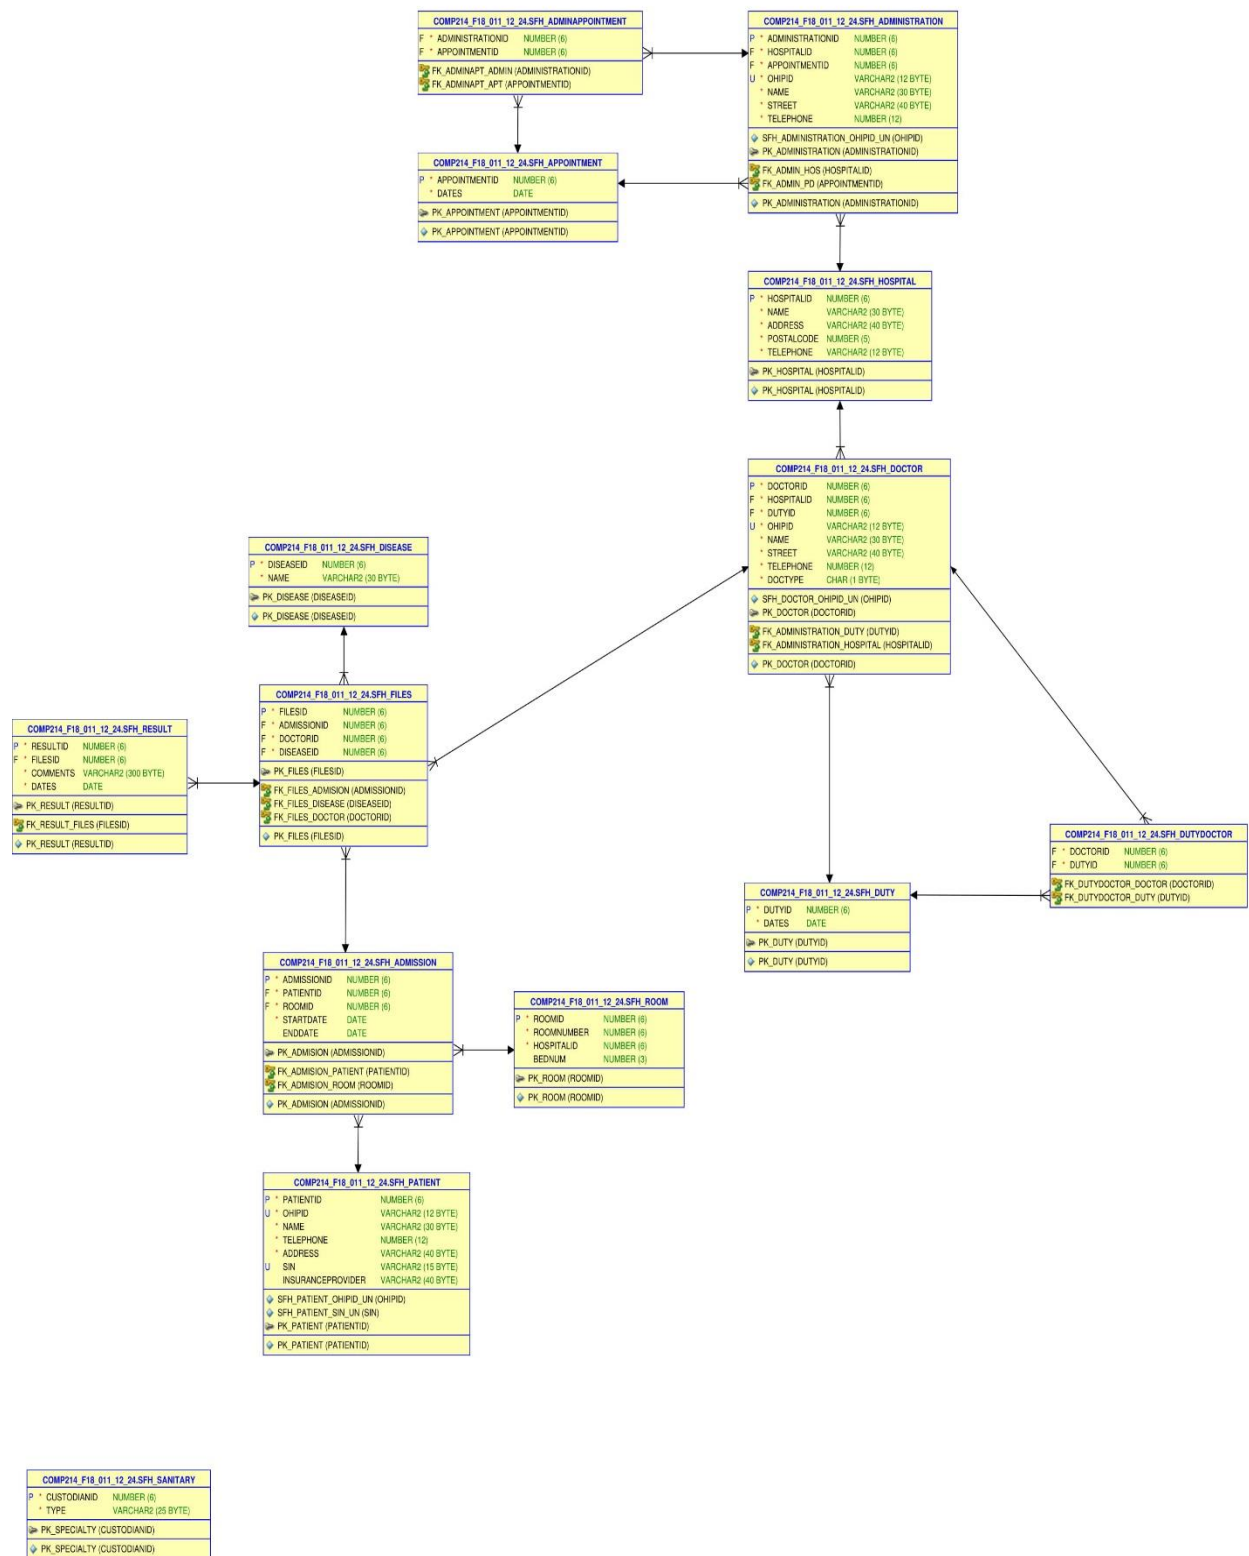 COMP214_F18_011_12_24.SFH_ADMINAPPOINTMENT
F * ADMINISTRATIONID NUMBER (6)
F * APPOINTMENTID NUMBER (6)
FK_ADMINAPT_ADMIN (ADMINISTRATIONID)
FK_ADMINAPT_APT (APPOINTMENTID)
COMP214_F18_011_12_24.SFH_ADMINISTRATION
P * ADMINISTRATIONID NUMBER (6)
F * HOSPITALID NUMBER (6)
F * APPOINTMENTID NUMBER (6)
U * OHIPID VARCHAR2 (12 BYTE)
* NAME VARCHAR2 (30 BYTE)
* STREET VARCHAR2 (40 BYTE)
* TELEPHONE NUMBER (12)
SFH_ADMINISTRATION_OHIPID_UN (OHIPID)
PK_ADMINISTRATION (ADMINISTRATIONID)
FK_ADMIN_HOS (HOSPITALID)
FK_ADMIN_PD (APPOINTMENTID)
PK_ADMINISTRATION (ADMINISTRATIONID)
COMP214_F18_011_12_24.SFH_APPOINTMENT
P * APPOINTMENTID NUMBER (6)
* DATES DATE
PK_APPOINTMENT (APPOINTMENTID)
PK_APPOINTMENT (APPOINTMENTID)
COMP214_F18_011_12_24.SFH_HOSPITAL
P * HOSPITALID NUMBER (6)
* NAME VARCHAR2 (30 BYTE)
* ADDRESS VARCHAR2 (40 BYTE)
* POSTALCODE NUMBER (5)
* TELEPHONE VARCHAR2 (12 BYTE)
PK_HOSPITAL (HOSPITALID)
PK_HOSPITAL (HOSPITALID)
COMP214_F18_011_12_24.SFH_DOCTOR
P * DOCTORID NUMBER (6)
F * HOSPITALID NUMBER (6)
F * DUTYID NUMBER (6)
U * OHIPID VARCHAR2 (12 BYTE)
* NAME VARCHAR2 (30 BYTE)
* STREET VARCHAR2 (40 BYTE)
* TELEPHONE NUMBER (12)
* DOCTYPE CHAR (1 BYTE)
SFH_DOCTOR_OHIPID_UN (OHIPID)
PK_DOCTOR (DOCTORID)
FK_ADMINISTRATION_DUTY (DUTYID)
FK_ADMINISTRATION_HOSPITAL (HOSPITALID)
PK_DOCTOR (DOCTORID)
COMP214_F18_011_12_24.SFH_DISEASE
P * DISEASEID NUMBER (6)
* NAME VARCHAR2 (30 BYTE)
PK_DISEASE (DISEASEID)
PK_DISEASE (DISEASEID)
COMP214_F18_011_12_24.SFH_FILES
P * FILESID NUMBER (6)
F * ADMISSIONID NUMBER (6)
F * DOCTORID NUMBER (6)
F * DISEASEID NUMBER (6)
PK_FILES (FILESID)
FK_FILES_ADMISION (ADMISSIONID)
FK_FILES_DISEASE (DISEASEID)
FK_FILES_DOCTOR (DOCTORID)
PK_FILES (FILESID)
COMP214_F18_011_12_24.SFH_RESULT
P * RESULTID NUMBER (6)
F * FILESID NUMBER (6)
* COMMENTS VARCHAR2 (300 BYTE)
* DATES DATE
PK_RESULT (RESULTID)
FK_RESULT_FILES (FILESID)
PK_RESULT (RESULTID)
COMP214_F18_011_12_24.SFH_DUTYDOCTOR
F * DOCTORID NUMBER (6)
F * DUTYID NUMBER (6)
FK_DUTYDOCTOR_DOCTOR (DOCTORID)
FK_DUTYDOCTOR_DUTY (DUTYID)
COMP214_F18_011_12_24.SFH_DUTY
P * DUTYID NUMBER (6)
* DATES DATE
PK_DUTY (DUTYID)
PK_DUTY (DUTYID)
COMP214_F18_011_12_24.SFH_ADMISSION
P * ADMISSIONID NUMBER (6)
F * PATIENTID NUMBER (6)
F * ROOMID NUMBER (6)
* STARTDATE DATE
ENDDATE DATE
PK_ADMISION (ADMISSIONID)
FK_ADMISION_PATIENT (PATIENTID)
FK_ADMISION_ROOM (ROOMID)
PK_ADMISION (ADMISSIONID)
COMP214_F18_011_12_24.SFH_ROOM
P * ROOMID NUMBER (6)
* ROOMNUMBER NUMBER (6)
* HOSPITALID NUMBER (6)
BEDNUM NUMBER (3)
PK_ROOM (ROOMID)
PK_ROOM (ROOMID)
COMP214_F18_011_12_24.SFH_PATIENT
P * PATIENTID NUMBER (6)
U * OHIPID VARCHAR2 (12 BYTE)
* NAME VARCHAR2 (30 BYTE)
* TELEPHONE NUMBER (12)
* ADDRESS VARCHAR2 (40 BYTE)
U SIN VARCHAR2 (15 BYTE)
INSURANCEPROVIDER VARCHAR2 (40 BYTE)
SFH_PATIENT_OHIPID_UN (OHIPID)
SFH_PATIENT_SIN_UN (SIN)
PK_PATIENT (PATIENTID)
PK_PATIENT (PATIENTID)
COMP214_F18_011_12_24.SFH_SANITARY
P * CUSTODIANID NUMBER (6)
* TYPE VARCHAR2 (25 BYTE)
PK_SPECIALTY (CUSTODIANID)
PK_SPECIALTY (CUSTODIANID)